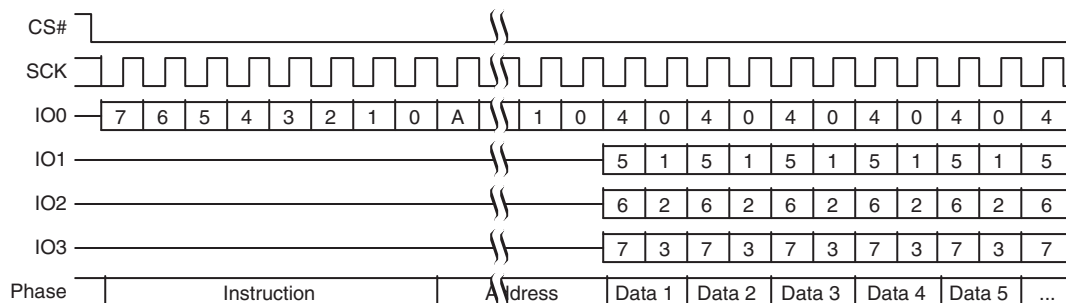 CS#
SCK
IO0 7 6 5 4 3 2 1 0 A 1 0 4 0 4 0 4 0 4 0 4 0 4
IO1 5 1 5 1 5 1 5 1 5 1 5
IO2 6 2 6 2 6 2 6 2 6 2 6
IO3 7 3 7 3 7 3 7 3 7 3 7
Phase Instruction Address Data 1 Data 2 Data 3 Data 4 Data 5 ...